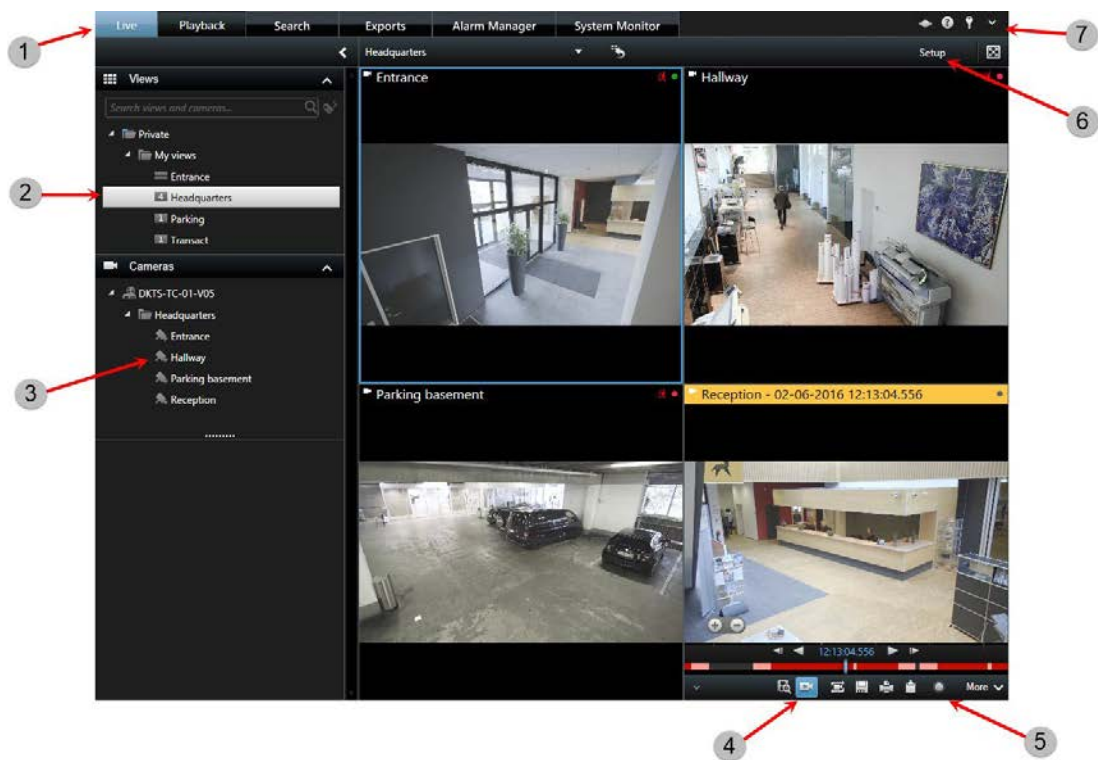 Live Playback Search Exports Alarm Manager System Monitor
1
7
Headquarters
Setup
6
Views
Search views and cameras...
Private
My views
Entrance
2
Headquarters
Parking
Transact
Cameras
DKTS-TC-01-V05
Headquarters
Entrance
3
Hallway
Parking basement
Reception
Entrance
Hallway
Parking basement
Reception - 02-06-2016 12:13:04.556
12:13:04.556
More
4
5